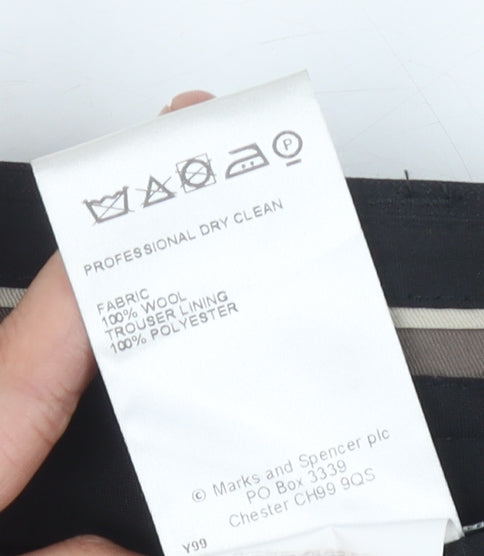 P
PROFESSIONAL DRY CLEAN
FABRIC
100% WOOL
TROUSER LINING
100% POLYESTER
© Marks and Spencer plc
PO Box 3339
Chester CH99 9QS
Y99